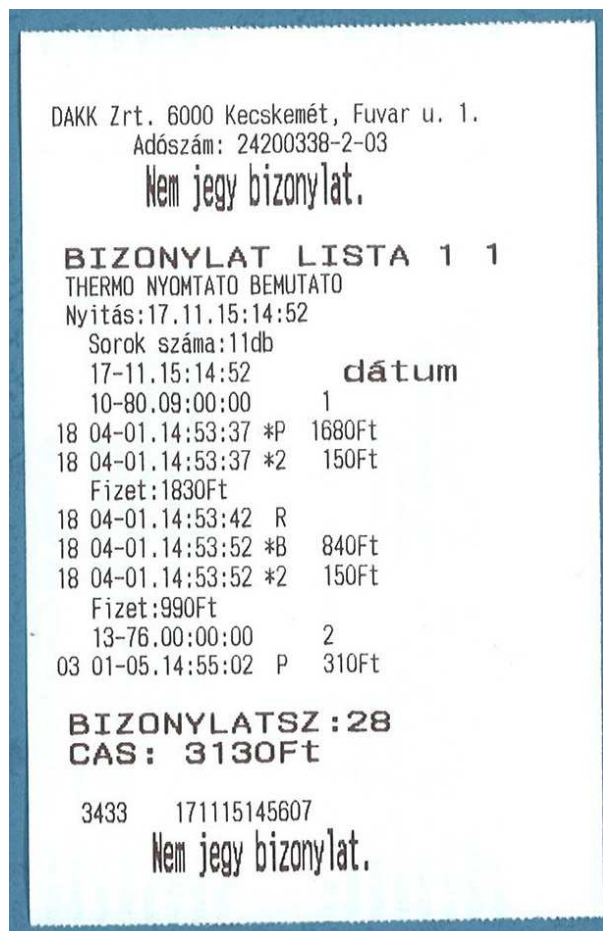 DAKK Zrt. 6000 Kecskemét, Fuvar u. 1.
Adószám: 24200338-2-03
Nem jegy bizonylat.
BIZONYLAT LISTA 1 1
THERMO NYOMTATO BEMUTATO
Nyitás:17.11.15:14:52
Sorok száma:11db
17-11.15:14:52 dátum
10-80.09:00:00 1
18 04-01.14:53:37 *P 1680Ft
18 04-01.14:53:37 *2 150Ft
Fizet:1830Ft
18 04-01.14:53:42 R
18 04-01.14:53:52 *B 840Ft
18 04-01.14:53:52 *2 150Ft
Fizet:990Ft
13-76.00:00:00 2
03 01-05.14:55:02 P 310Ft
BIZONYLATSZ:28
CAS: 3130Ft
3433 171115145607
Nem jegy bizonylat.